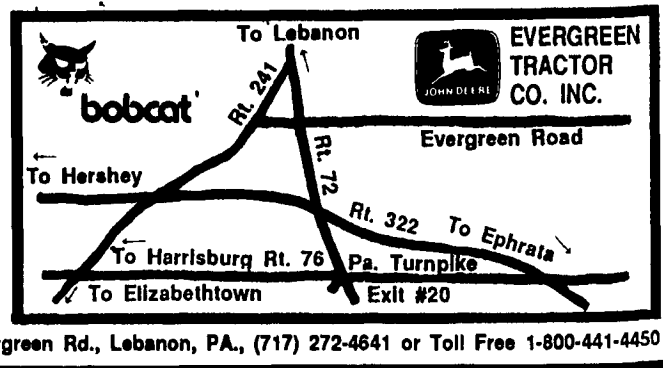 To Lebanon
EVERGREEN
TRACTOR
CO. INC.
JOHN DEERE
bobcat
Rt. 241
Evergreen Road
Rt. 72
To Hershey
Rt. 322
To Ephrata
To Harrisburg Rt. 76
Pa. Turnpike
To Elizabethtown
Exit #20
Rd., Lebanon, PA., (717) 272-4641 or Toll Free 1-800-441-4450